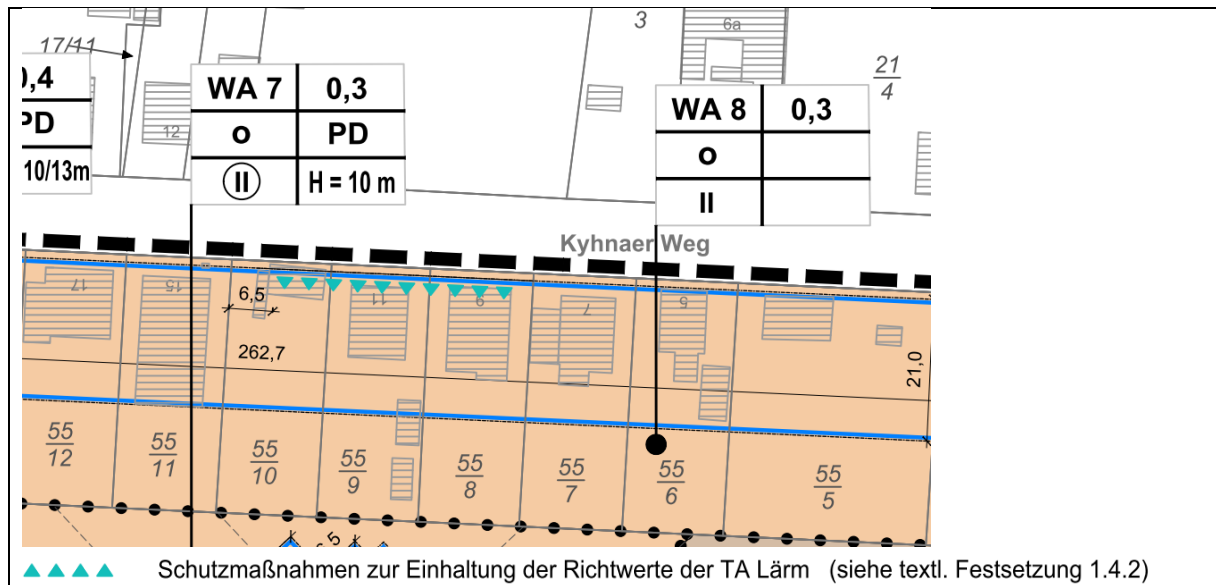 3
6a
17/11
21
4
0,4
PD
10/13m
12
WA 7 0,3
o PD
II H = 10 m
WA 8 0,3
o
II
Kyhnaer Weg
17
15
11
9
7
5
6,5
262,7
21,0
55
12
55
11
55
10
55
9
55
8
55
7
55
6
55
5
6,5
Schutzmaßnahmen zur Einhaltung der Richtwerte der TA Lärm (siehe textl. Festsetzung 1.4.2)